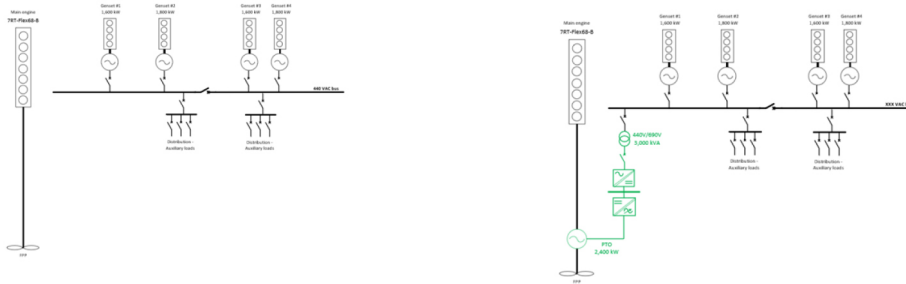 Genset #1
1,600 kW
Genset #2
1,800 kW
Genset #3
1,600 kW
Genset #4
1,800 kW
Main engine
7RT-Flex68-B
440 VAC bus
Distribution -
Auxiliary loads
Distribution -
Auxiliary loads
FPP
Genset #1
1,600 kW
Genset #2
1,800 kW
Genset #3
1,600 kW
Genset #4
1,800 kW
Main engine
7RT-Flex68-B
XXX VAC
440V/690V
3,000 kVA
Distribution -
Auxiliary loads
Distribution -
Auxiliary loads
PTO
2,400 kW
FPP